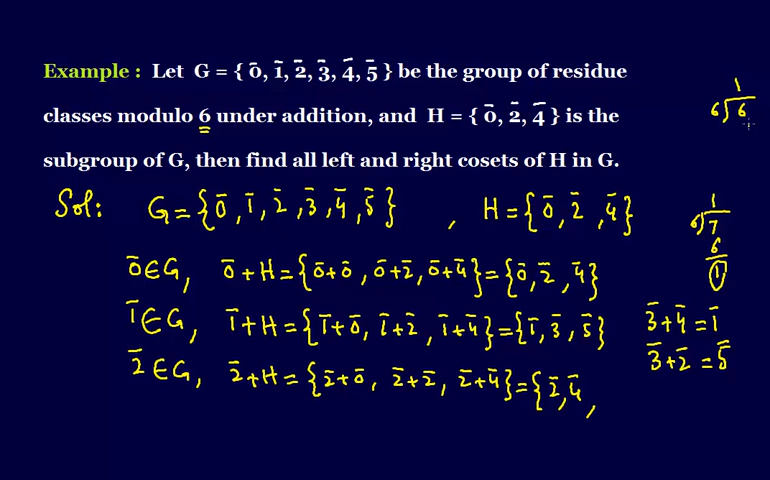 Example : Let G = { 0̄, 1̄, 2̄, 3̄, 4̄, 5̄ } be the group of residue
classes modulo 6 under addition, and H = { 0̄, 2̄, 4̄ } is the
subgroup of G, then find all left and right cosets of H in G.
1
6)6
Sol: G = {0̄, 1̄, 2̄, 3̄, 4̄, 5̄} , H = {0̄, 2̄, 4̄}
1
6)7
6
1
0̄ ∈ G, 0̄ + H = {0̄+0̄, 0̄+2̄, 0̄+4̄} = {0̄, 2̄, 4̄}
1̄ ∈ G, 1̄ + H = {1̄+0̄, 1̄+2̄, 1̄+4̄} = {1̄, 3̄, 5̄}
2̄ ∈ G, 2̄ + H = {2̄+0̄, 2̄+2̄, 2̄+4̄} = {2̄, 4̄,
3̄ + 4̄ = 1̄
3̄ + 2̄ = 5̄